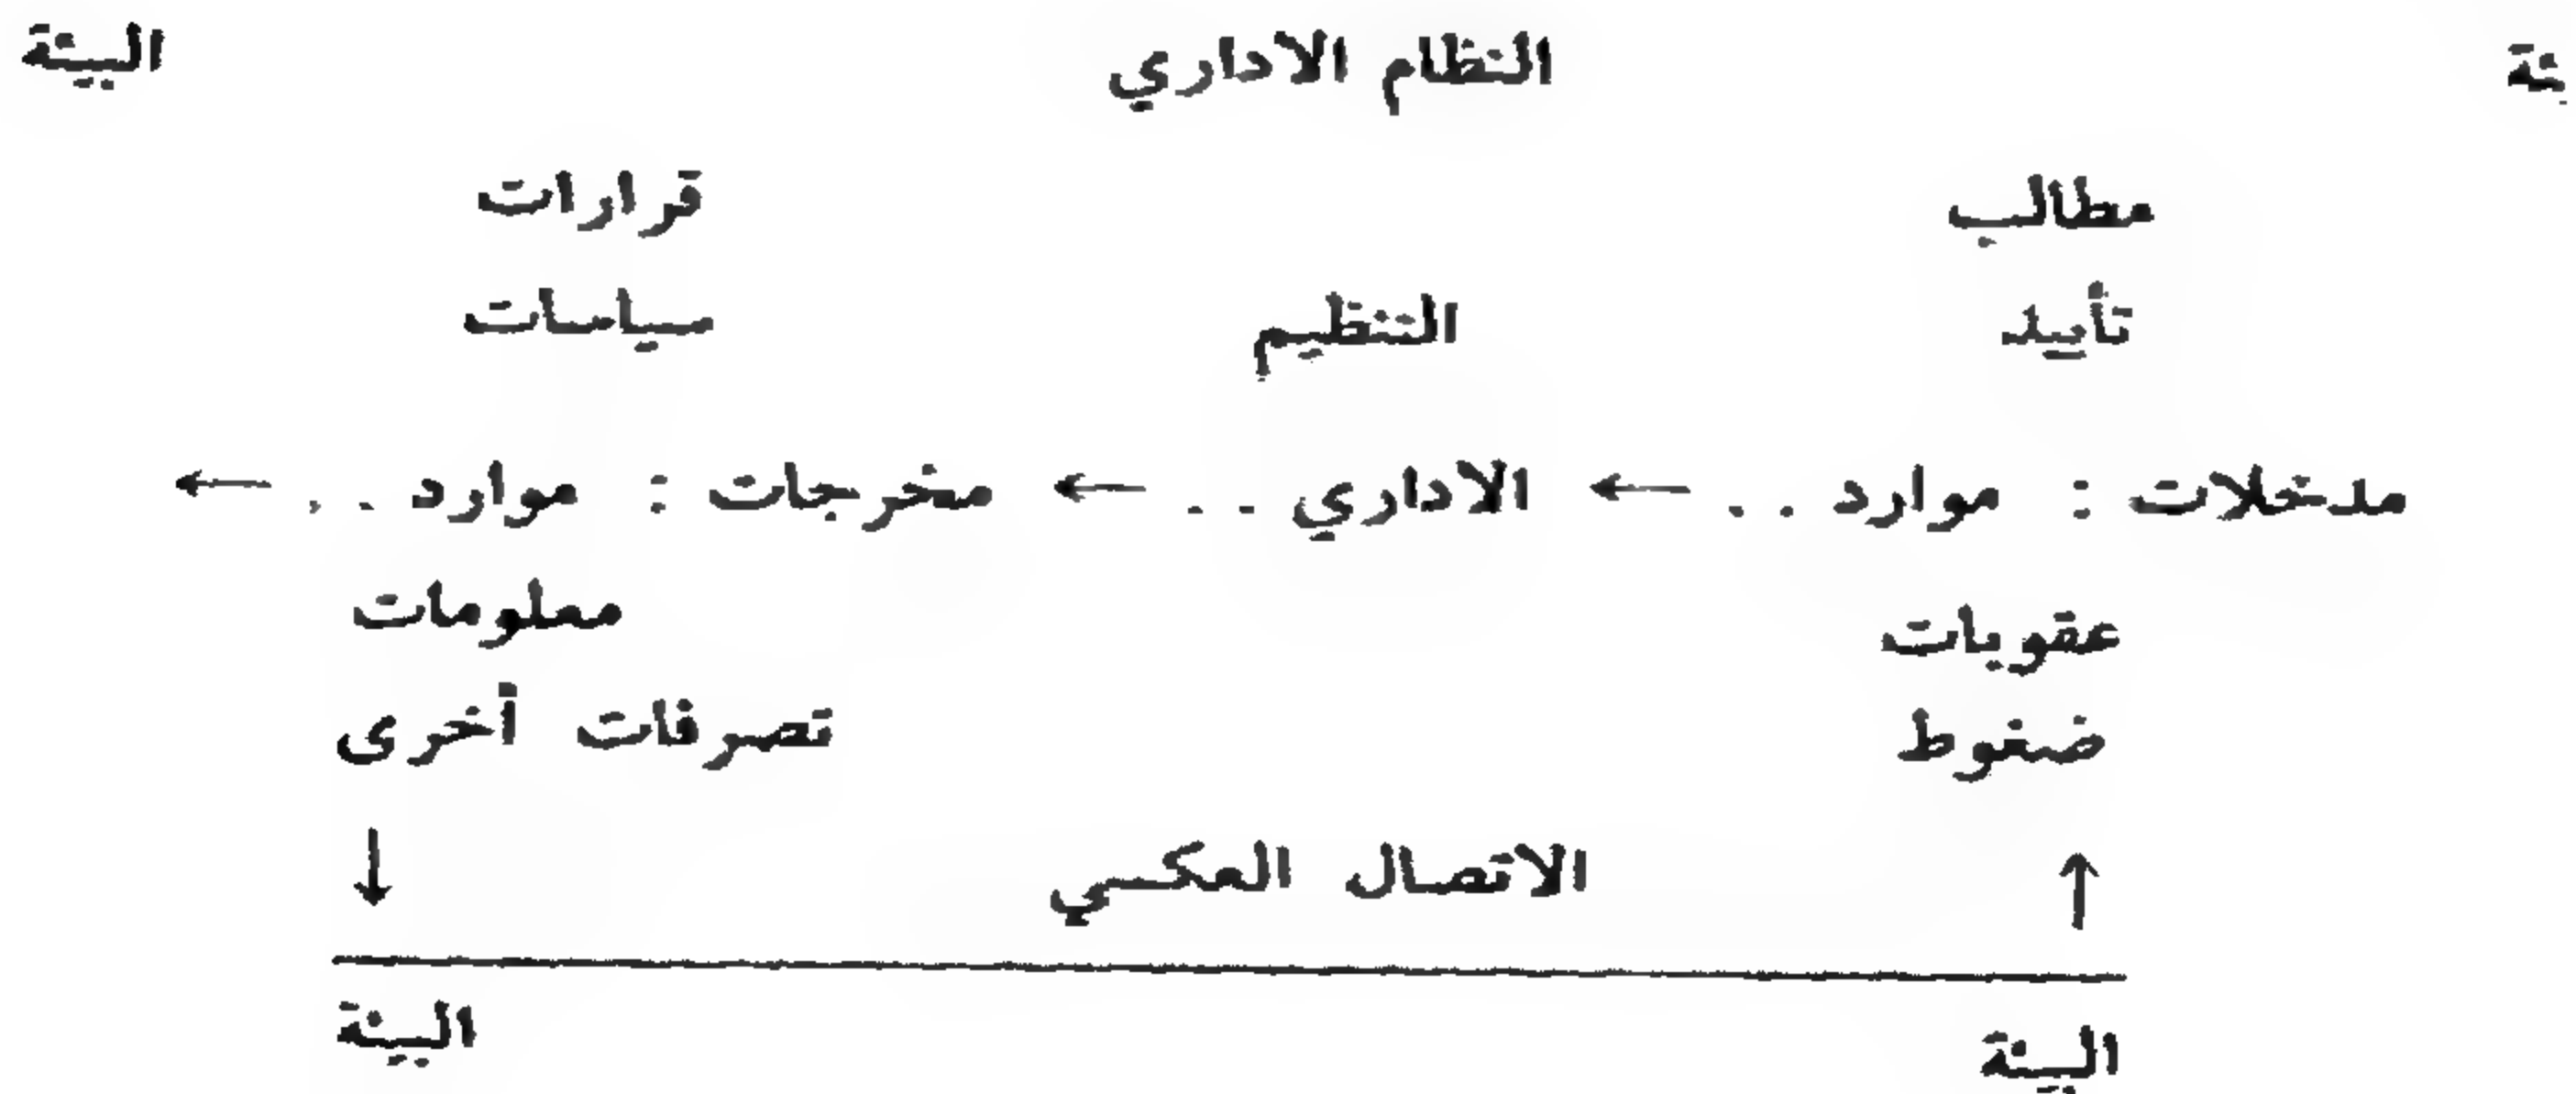 النظام الاداري البيئة
مطالب قرارات
تأييد التنظيم سياسات
مدخلات : موارد . . ← الاداري . . ← مخرجات : موارد . . ←
عقوبات معلومات
ضغوط تصرفات أخرى
↑ الاتصال العكسي ↓
البيئة البيئة